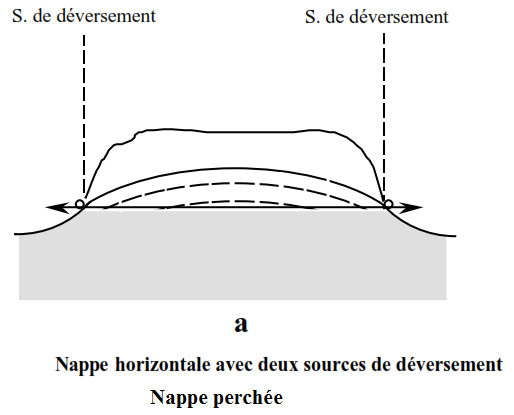 S. de déversement
S. de déversement
a
Nappe horizontale avec deux sources de déversement
Nappe perchée